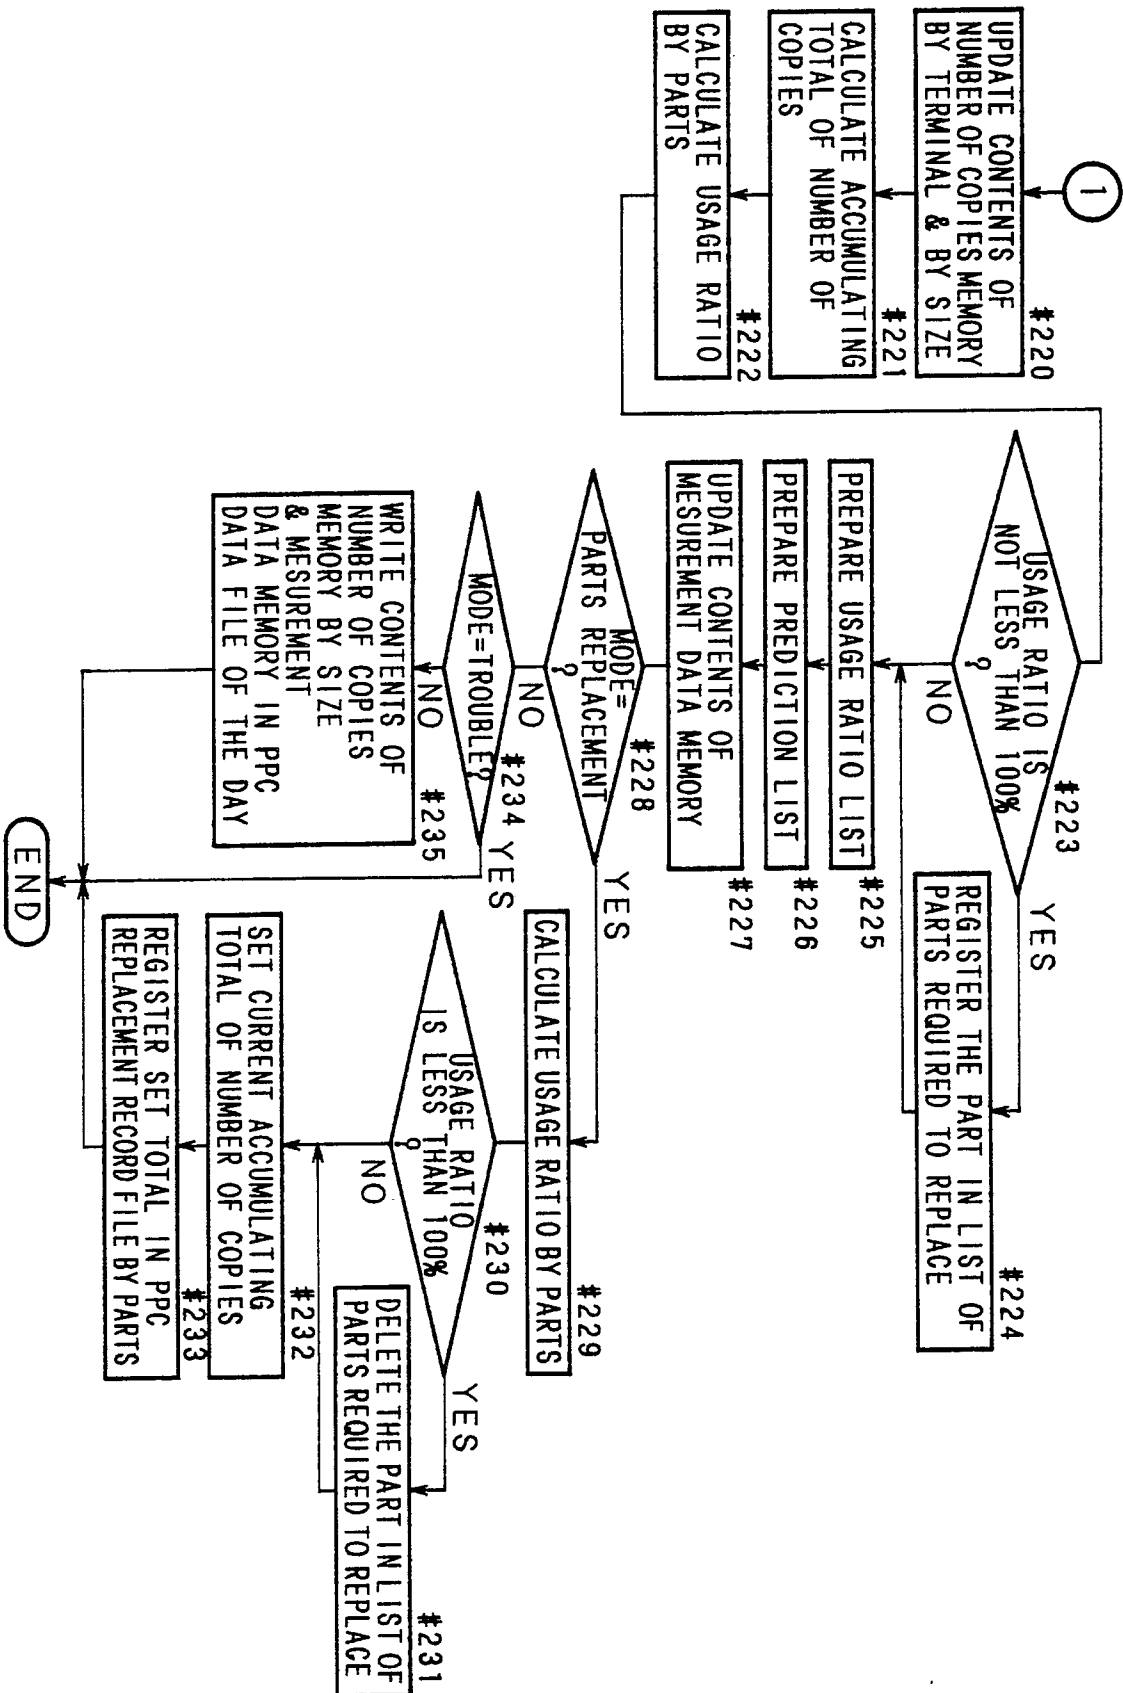 1
#220
UPDATE CONTENTS OF
NUMBER OF COPIES MEMORY
BY TERMINAL & BY SIZE
#221
CALCULATE ACCUMULATING
TOTAL OF NUMBER OF
COPIES
#222
CALCULATE USAGE RATIO
BY PARTS
#223
USAGE RATIO IS
NOT LESS THAN 100%
?
YES
NO
#224
REGISTER THE PART IN LIST OF
PARTS REQUIRED TO REPLACE
#225
PREPARE USAGE RATIO LIST
#226
PREPARE PREDICTION LIST
#227
UPDATE CONTENTS OF
MESUREMENT DATA MEMORY
#228
MODE=
PARTS REPLACEMENT
?
YES
NO
#229
CALCULATE USAGE RATIO BY PARTS
#230
USAGE RATIO
IS LESS THAN 100%
?
YES
NO
#231
DELETE THE PART IN LIST OF
PARTS REQUIRED TO REPLACE
#232
SET CURRENT ACCUMULATING
TOTAL OF NUMBER OF COPIES
#233
REGISTER SET TOTAL IN PPC
REPLACEMENT RECORD FILE BY PARTS
#234
MODE=TROUBLE?
YES
NO
#235
WRITE CONTENTS OF
NUMBER OF COPIES
MEMORY BY SIZE
& MESUREMENT
DATA MEMORY IN PPC
DATA FILE OF THE DAY
END